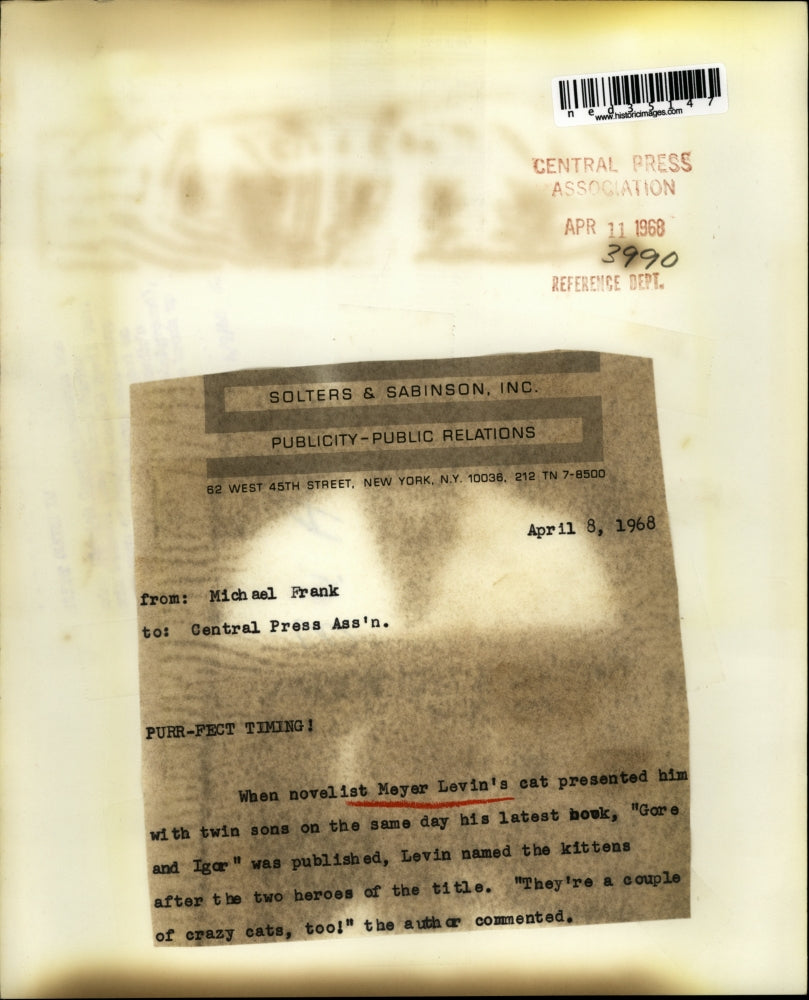 ned35147
www.historicimages.com
CENTRAL PRESS
ASSOCIATION
APR 11 1968
3990
REFERENCE DEPT.
SOLTERS & SABINSON, INC.
PUBLICITY-PUBLIC RELATIONS
62 WEST 45TH STREET, NEW YORK, N.Y. 10036, 212 TN 7-8500
April 8, 1968
from: Michael Frank
to: Central Press Ass'n.
PURR-FECT TIMING!
When novelist Meyer Levin's cat presented him
with twin sons on the same day his latest book, "Gore
and Igor" was published, Levin named the kittens
after the two heroes of the title. "They're a couple
of crazy cats, too!" the author commented.